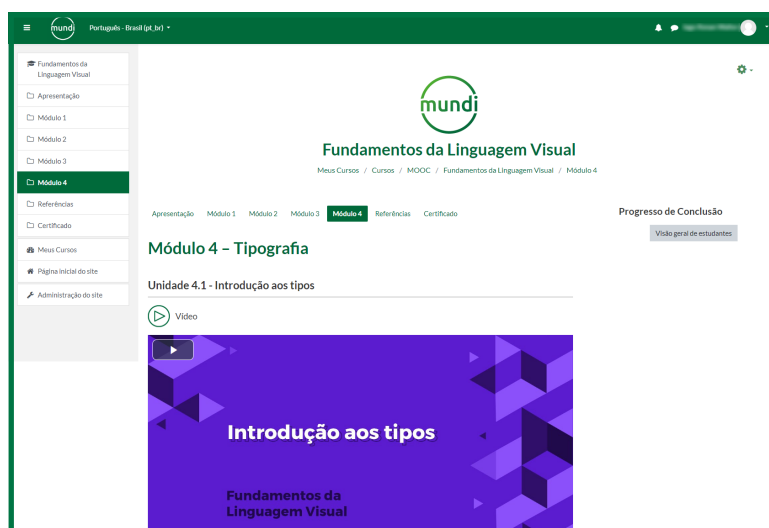 mundi
Português - Brasil (pt_br)
Fundamentos da
Linguagem Visual
Apresentação
Módulo 1
Módulo 2
Módulo 3
Módulo 4
Referências
Certificado
Meus Cursos
Página inicial do site
Administração do site
mundi
Fundamentos da Linguagem Visual
Meus Cursos / Cursos / MOOC / Fundamentos da Linguagem Visual / Módulo 4
Apresentação Módulo 1 Módulo 2 Módulo 3 Módulo 4 Referências Certificado
Progresso de Conclusão
Visão geral de estudantes
Módulo 4 – Tipografia
Unidade 4.1 - Introdução aos tipos
Vídeo
Introdução aos tipos
Fundamentos da
Linguagem Visual